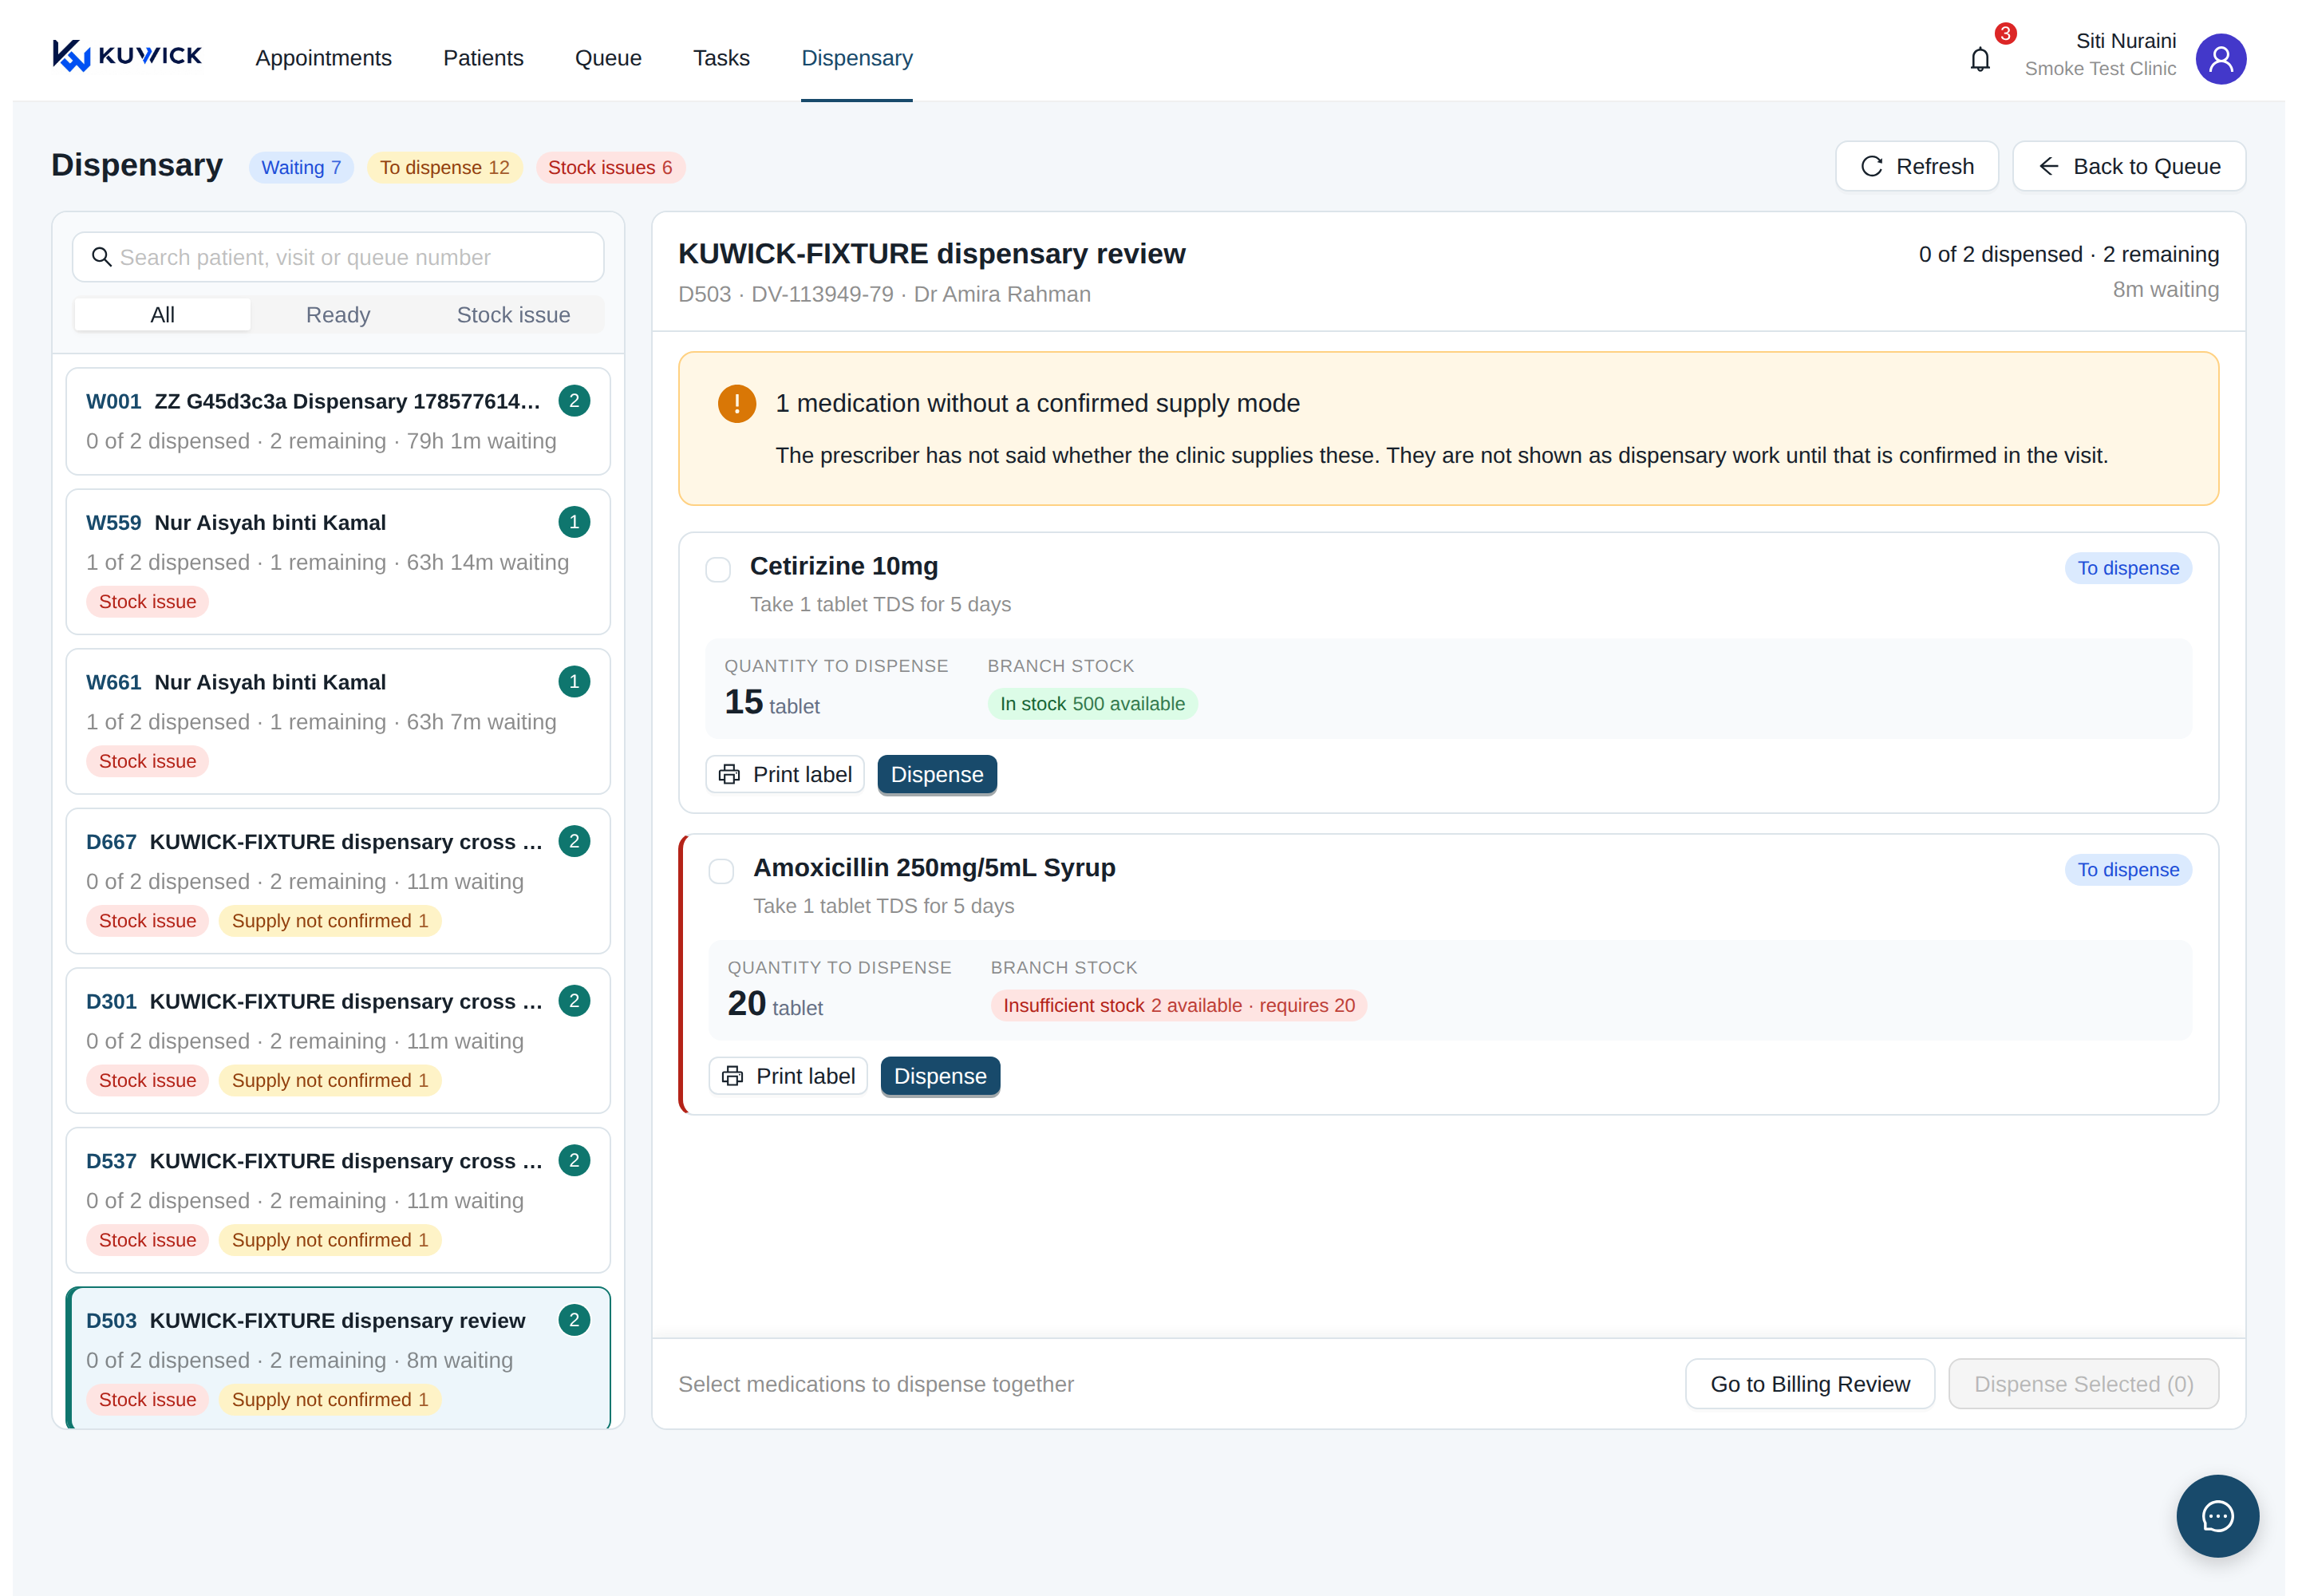 KUWICK
Appointments
Patients
Queue
Tasks
Dispensary
3
Siti Nuraini
Smoke Test Clinic
Dispensary
Waiting 7
To dispense 12
Stock issues 6
Refresh
Back to Queue
Search patient, visit or queue number
All
Ready
Stock issue
W001 ZZ G45d3c3a Dispensary 178577614... 2
0 of 2 dispensed · 2 remaining · 79h 1m waiting
W559 Nur Aisyah binti Kamal 1
1 of 2 dispensed · 1 remaining · 63h 14m waiting
Stock issue
W661 Nur Aisyah binti Kamal 1
1 of 2 dispensed · 1 remaining · 63h 7m waiting
Stock issue
D667 KUWICK-FIXTURE dispensary cross ... 2
0 of 2 dispensed · 2 remaining · 11m waiting
Stock issue Supply not confirmed 1
D301 KUWICK-FIXTURE dispensary cross ... 2
0 of 2 dispensed · 2 remaining · 11m waiting
Stock issue Supply not confirmed 1
D537 KUWICK-FIXTURE dispensary cross ... 2
0 of 2 dispensed · 2 remaining · 11m waiting
Stock issue Supply not confirmed 1
D503 KUWICK-FIXTURE dispensary review 2
0 of 2 dispensed · 2 remaining · 8m waiting
Stock issue Supply not confirmed 1
KUWICK-FIXTURE dispensary review
D503 · DV-113949-79 · Dr Amira Rahman
0 of 2 dispensed · 2 remaining
8m waiting
1 medication without a confirmed supply mode
The prescriber has not said whether the clinic supplies these. They are not shown as dispensary work until that is confirmed in the visit.
Cetirizine 10mg
To dispense
Take 1 tablet TDS for 5 days
QUANTITY TO DISPENSE
15 tablet
BRANCH STOCK
In stock 500 available
Print label
Dispense
Amoxicillin 250mg/5mL Syrup
To dispense
Take 1 tablet TDS for 5 days
QUANTITY TO DISPENSE
20 tablet
BRANCH STOCK
Insufficient stock 2 available · requires 20
Print label
Dispense
Select medications to dispense together
Go to Billing Review
Dispense Selected (0)